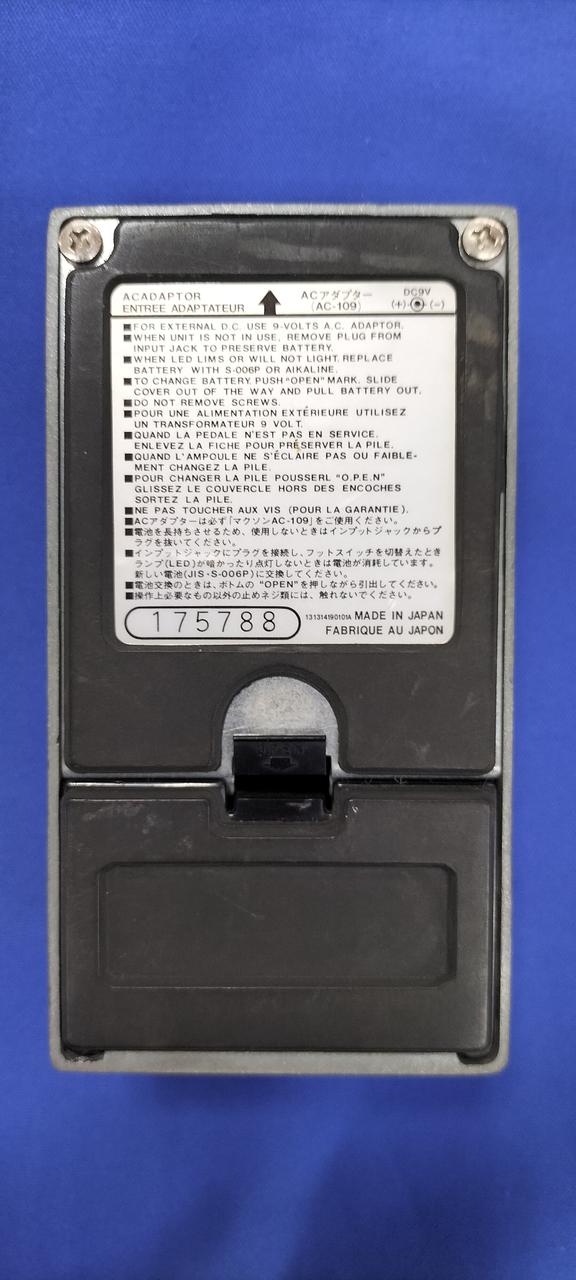 ACADAPTOR
ENTREE ADAPTATEUR
ACアダプター
(AC-109)
DC9V
(+) (−)
■FOR EXTERNAL D.C. USE 9-VOLTS A.C. ADAPTOR.
■WHEN UNIT IS NOT IN USE, REMOVE PLUG FROM
INPUT JACK TO PRESERVE BATTERY.
■WHEN LED LIMS OR WILL NOT LIGHT, REPLACE
BATTERY WITH S-006P OR AIKALINE.
■TO CHANGE BATTERY, PUSH "OPEN" MARK. SLIDE
COVER OUT OF THE WAY AND PULL BATTERY OUT.
■DO NOT REMOVE SCREWS.
■POUR UNE ALIMENTATION EXTÉRIEURE UTILISEZ
UN TRANSFORMATEUR 9 VOLT.
■QUAND LA PEDALE N'EST PAS EN SERVICE.
ENLEVEZ LA FICHE POUR PRÉSERVER LA PILE.
■QUAND L'AMPOULE NE S'ÉCLAIRE PAS OU FAIBLE-
MENT CHANGEZ LA PILE.
■POUR CHANGER LA PILE POUSSERL "O.P.E.N"
GLISSEZ LE COUVERCLE HORS DES ENCOCHES
SORTEZ LA PILE.
■NE PAS TOUCHER AUX VIS (POUR LA GARANTIE).
■ACアダプターは必ず「マクソンAC-109」をご使用ください。
■電池を長持ちさせるため、使用しないときはインプットジャックからプ
ラグを抜いてください。
■インプットジャックにプラグを接続し、フットスイッチを切替えたとき
ランプ(LED)が暗かったり点灯しないときは電池が消耗しています。
新しい電池(JIS・S-006P)に交換してください。
■電池交換のときは、ボトムの "OPEN"を押しながら引出してください。
■操作上必要なもの以外の止めネジ類には、触れないでください。
175788
1313141901011A MADE IN JAPAN
FABRIQUE AU JAPON